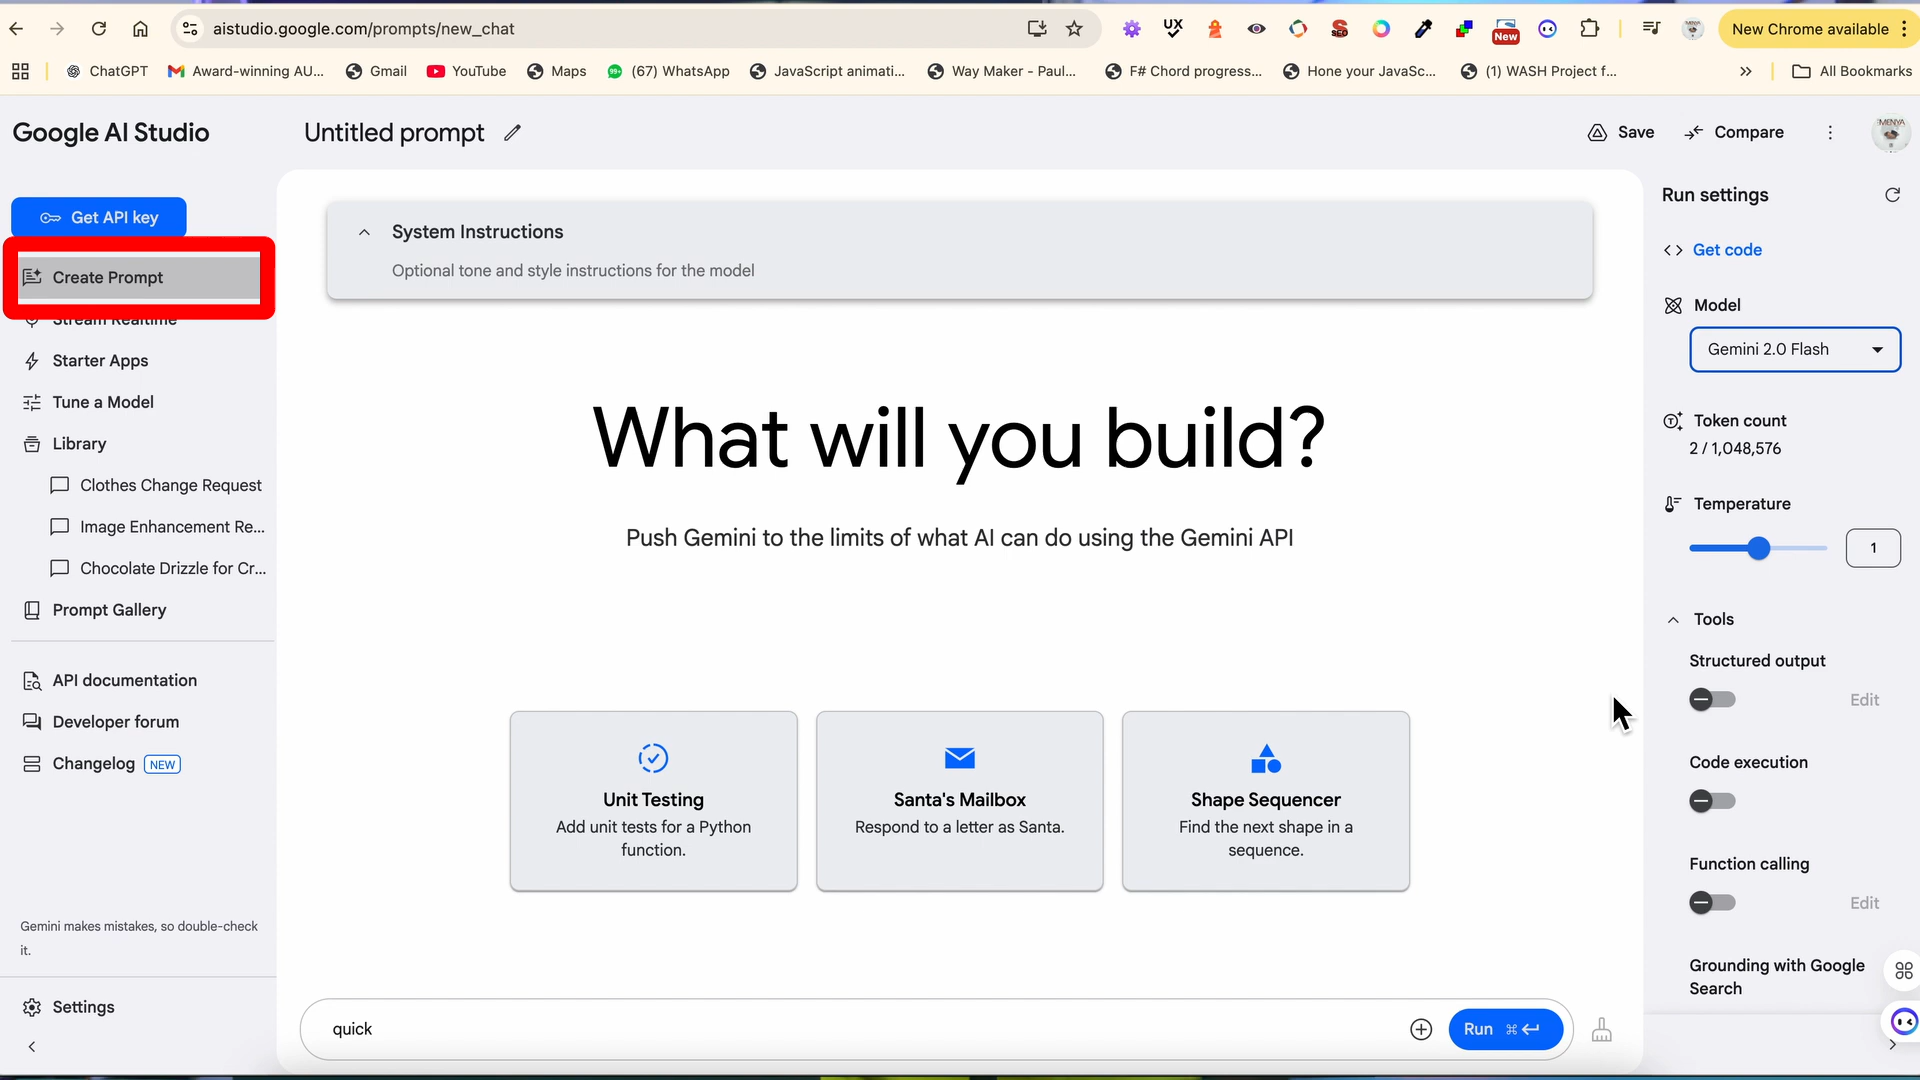 aistudio.google.com/prompts/new_chat
UX
SEO
New
New Chrome available
ChatGPT
Award-winning AU...
Gmail
YouTube
Maps
99+
(67) WhatsApp
JavaScript animati...
Way Maker - Paul...
F# Chord progress...
Hone your JavaSc...
(1) WASH Project f...
All Bookmarks
Google AI Studio
Untitled prompt
Save
Compare
MENYA
Get API key
Create Prompt
Stream Realtime
Starter Apps
Tune a Model
Library
Clothes Change Request
Image Enhancement Re...
Chocolate Drizzle for Cr...
Prompt Gallery
API documentation
Developer forum
Changelog NEW
Gemini makes mistakes, so double-check
it.
Settings
System Instructions
Optional tone and style instructions for the model
What will you build?
Push Gemini to the limits of what AI can do using the Gemini API
Unit Testing
Add unit tests for a Python
function.
Santa's Mailbox
Respond to a letter as Santa.
Shape Sequencer
Find the next shape in a
sequence.
quick
Run ⌘
Run settings
Get code
Model
Gemini 2.0 Flash
Token count
2 / 1,048,576
Temperature
1
Tools
Structured output
Edit
Code execution
Function calling
Edit
Grounding with Google
Search